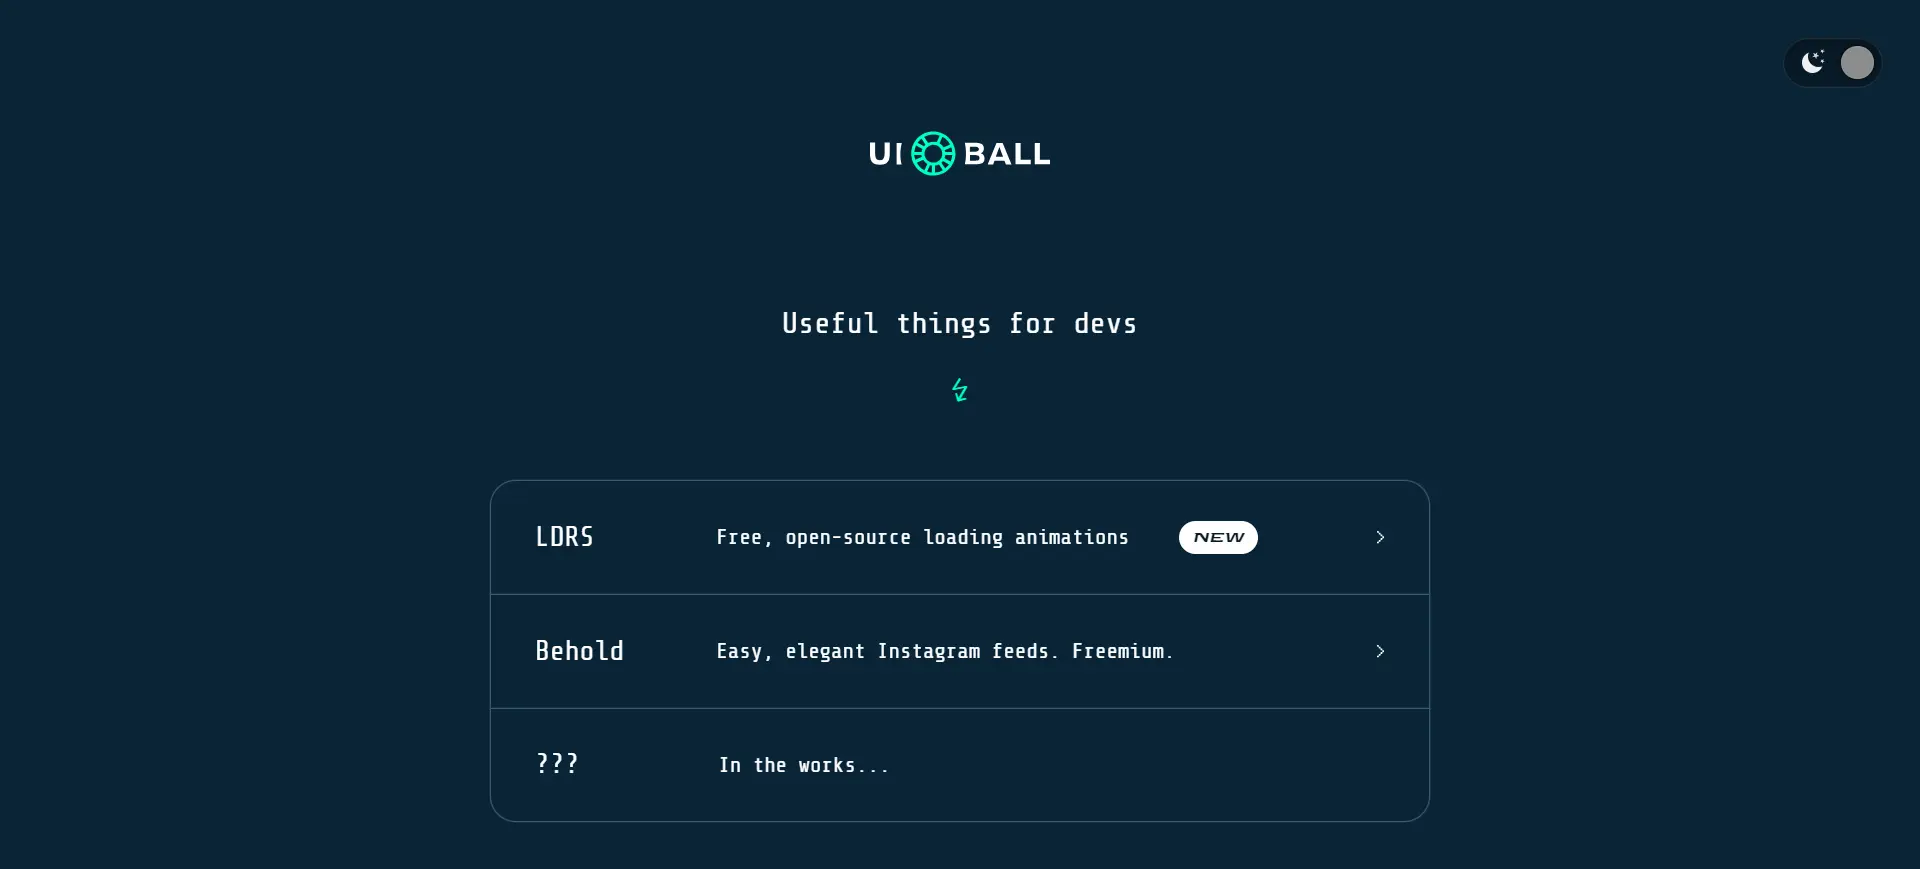 UI BALL
Useful things for devs
LDRS
Free, open-source loading animations
NEW
Behold
Easy, elegant Instagram feeds. Freemium.
???
In the works...